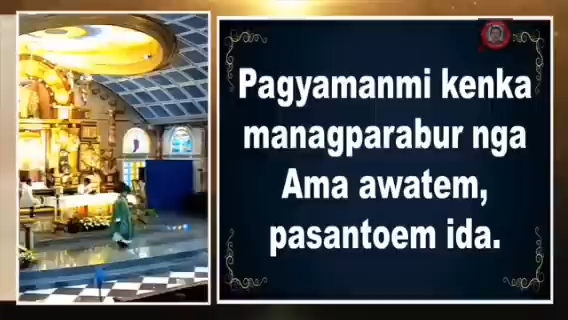 Pagyamanmi kenka
managparabur nga
Ama awatem,
pasantoem ida.